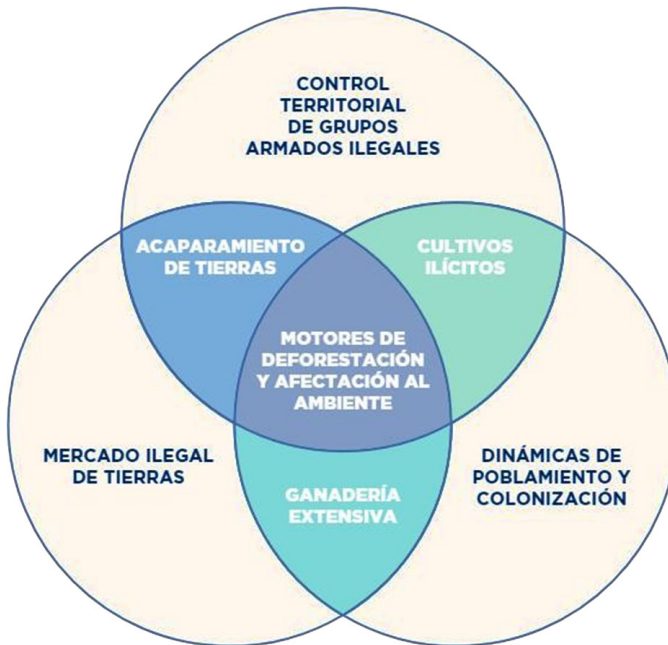 CONTROL
TERRITORIAL
DE GRUPOS
ARMADOS ILEGALES
ACAPARAMIENTO
DE TIERRAS
CULTIVOS
ILÍCITOS
MOTORES DE
DEFORESTACIÓN
Y AFECTACIÓN AL
AMBIENTE
MERCADO ILEGAL
DE TIERRAS
DINÁMICAS DE
POBLAMIENTO Y
COLONIZACIÓN
GANADERÍA
EXTENSIVA